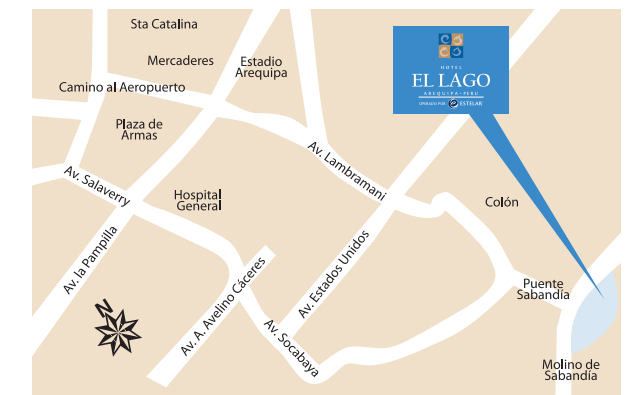 Sta Catalina
Mercaderes
Estadio
Arequipa
Camino al Aeropuerto
Plaza de
Armas
HOTEL
EL LAGO
AREQUIPA - PERU
OPERADO POR ESTELAR
Av. Lambramani
Av. Salaverry
Hospital
General
Colón
Av. la Pampilla
Av. A. Avelino Cáceres
Av. Estados Unidos
Puente
Sabandía
N
Av. Socabaya
Molino de
Sabandía